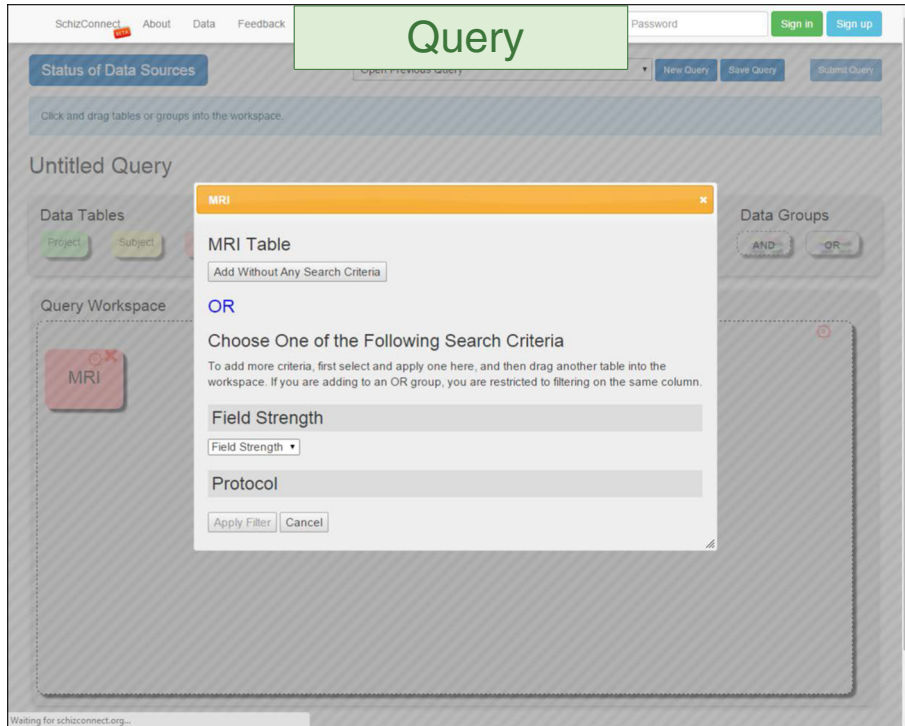 SchizConnect BETA About Data Feedback Query Password Sign in Sign up
Status of Data Sources Open Previous Query New Query Save Query Submit Query
Click and drag tables or groups into the workspace.
Untitled Query
Data Tables
Project Subject
Data Groups
AND OR
MRI
MRI Table
Add Without Any Search Criteria
OR
Choose One of the Following Search Criteria
To add more criteria, first select and apply one here, and then drag another table into the
workspace. If you are adding to an OR group, you are restricted to filtering on the same column.
Field Strength
Field Strength
Protocol
Apply Filter Cancel
Query Workspace
MRI
Waiting for schizconnect.org...